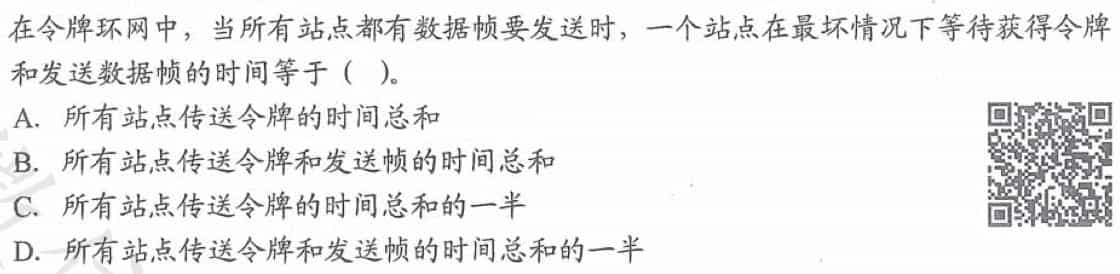 在令牌环网中，当所有站点都有数据帧要发送时，一个站点在最坏情况下等待获得令牌
和发送数据帧的时间等于（ ）。
A. 所有站点传送令牌的时间总和
B. 所有站点传送令牌和发送帧的时间总和
C. 所有站点传送令牌的时间总和的一半
D. 所有站点传送令牌和发送帧的时间总和的一半